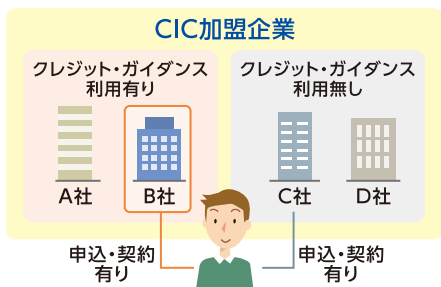 CIC加盟企業
クレジット・ガイダンス
利用有り
クレジット・ガイダンス
利用無し
A社
B社
C社
D社
申込・契約
有り
申込・契約
有り